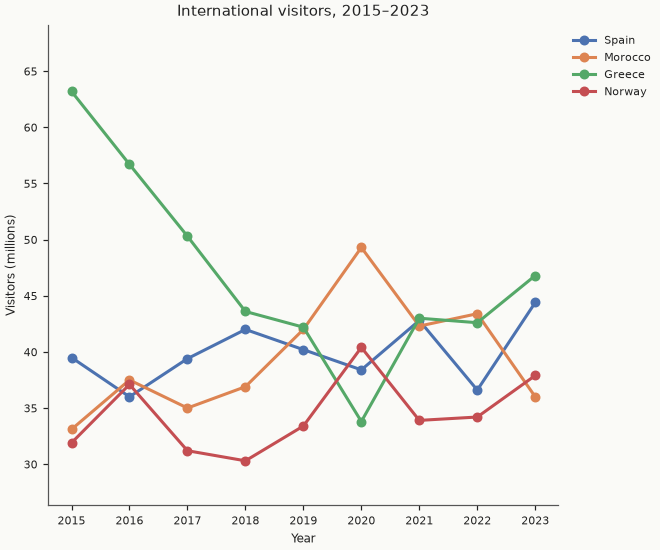 International visitors, 2015–2023
Spain
Morocco
Greece
Norway
Visitors (millions)
65
60
55
50
45
40
35
30
2015 2016 2017 2018 2019 2020 2021 2022 2023
Year